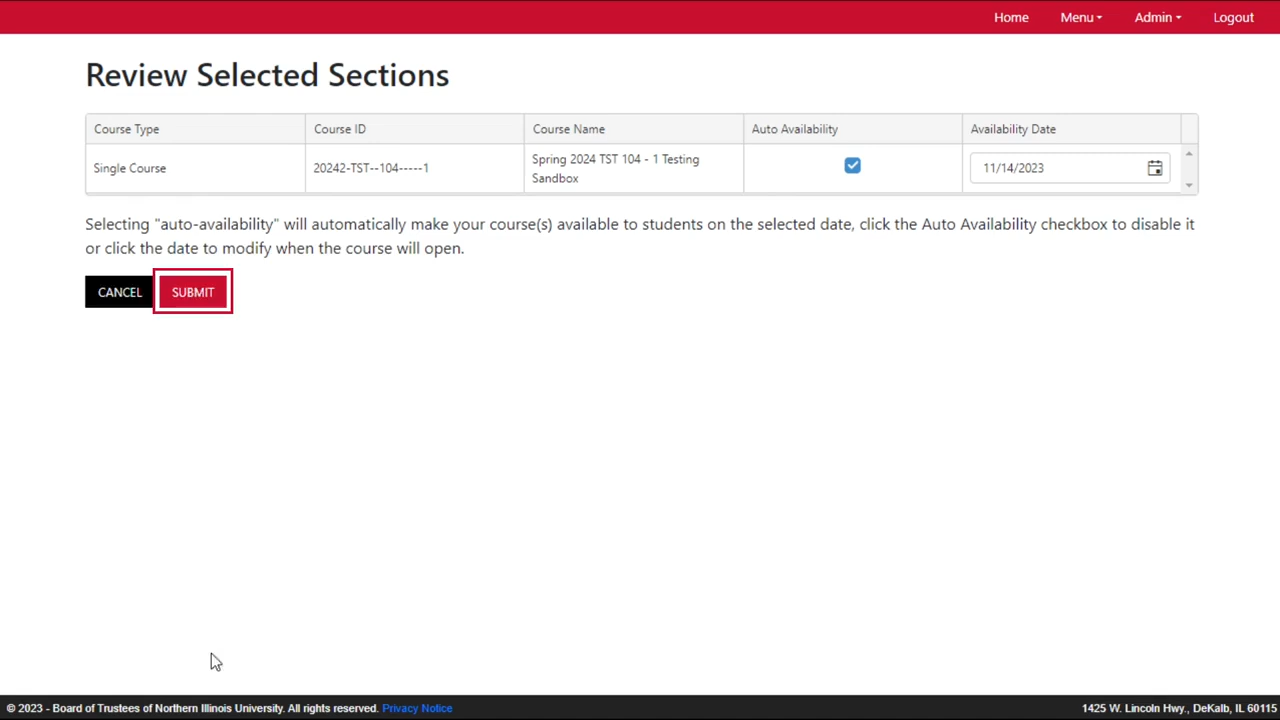 Home Menu Admin Logout
Review Selected Sections
Course Type Course ID Course Name Auto Availability Availability Date
Single Course 20242-TST--104-----1 Spring 2024 TST 104 - 1 Testing 11/14/2023
Sandbox
Selecting "auto-availability" will automatically make your course(s) available to students on the selected date, click the Auto Availability checkbox to disable it
or click the date to modify when the course will open.
CANCEL SUBMIT
© 2023 - Board of Trustees of Northern Illinois University. All rights reserved. Privacy Notice 1425 W. Lincoln Hwy., DeKalb, IL 60115